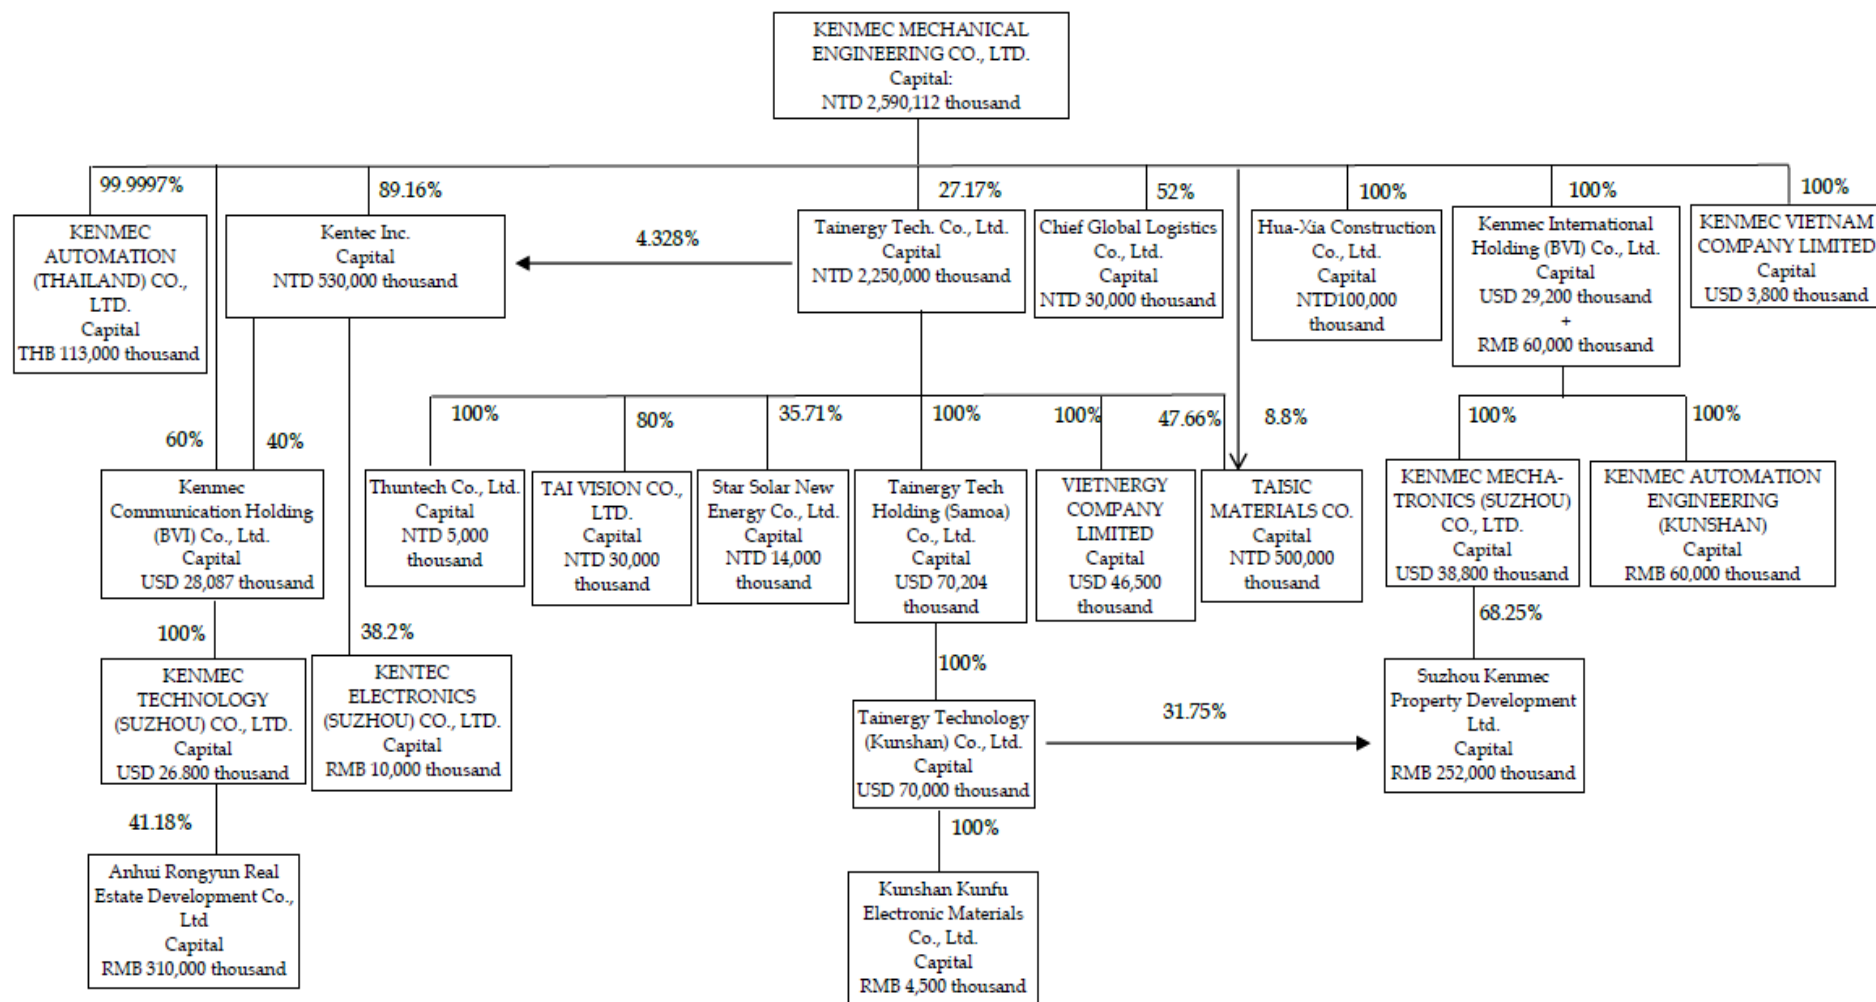 KENMEC MECHANICAL
ENGINEERING CO., LTD.
Capital:
NTD 2,590,112 thousand
99.9997%
89.16%
27.17%
52%
100%
100%
100%
KENMEC
AUTOMATION
(THAILAND) CO.,
LTD.
Capital
THB 113,000 thousand
Kentec Inc.
Capital
NTD 530,000 thousand
4.328%
Tainergy Tech. Co., Ltd.
Capital
NTD 2,250,000 thousand
Chief Global Logistics
Co., Ltd.
Capital
NTD 30,000 thousand
Hua-Xia Construction
Co., Ltd.
Capital
NTD100,000
thousand
Kenmec International
Holding (BVI) Co., Ltd.
Capital
USD 29,200 thousand
+
RMB 60,000 thousand
KENMEC VIETNAM
COMPANY LIMITED
Capital
USD 3,800 thousand
60%
40%
100%
80%
35.71%
100%
100%
47.66%
8.8%
100%
100%
Kenmec
Communication Holding
(BVI) Co., Ltd.
Capital
USD 28,087 thousand
Thuntech Co., Ltd.
Capital
NTD 5,000
thousand
TAI VISION CO.,
LTD.
Capital
NTD 30,000
thousand
Star Solar New
Energy Co., Ltd.
Capital
NTD 14,000
thousand
Tainergy Tech
Holding (Samoa)
Co., Ltd.
Capital
USD 70,204
thousand
VIETNERGY
COMPANY
LIMITED
Capital
USD 46,500
thousand
TAISIC
MATERIALS CO.
Capital
NTD 500,000
thousand
KENMEC MECHA-
TRONICS (SUZHOU)
CO., LTD.
Capital
USD 38,800 thousand
KENMEC AUTOMATION
ENGINEERING
(KUNSHAN)
Capital
RMB 60,000 thousand
100%
38.2%
100%
68.25%
KENMEC
TECHNOLOGY
(SUZHOU) CO., LTD.
Capital
USD 26.800 thousand
KENTEC
ELECTRONICS
(SUZHOU) CO., LTD.
Capital
RMB 10,000 thousand
Tainergy Technology
(Kunshan) Co., Ltd.
Capital
USD 70,000 thousand
31.75%
Suzhou Kenmec
Property Development
Ltd.
Capital
RMB 252,000 thousand
41.18%
100%
Anhui Rongyun Real
Estate Development Co.,
Ltd
Capital
RMB 310,000 thousand
Kunshan Kunfu
Electronic Materials
Co., Ltd.
Capital
RMB 4,500 thousand